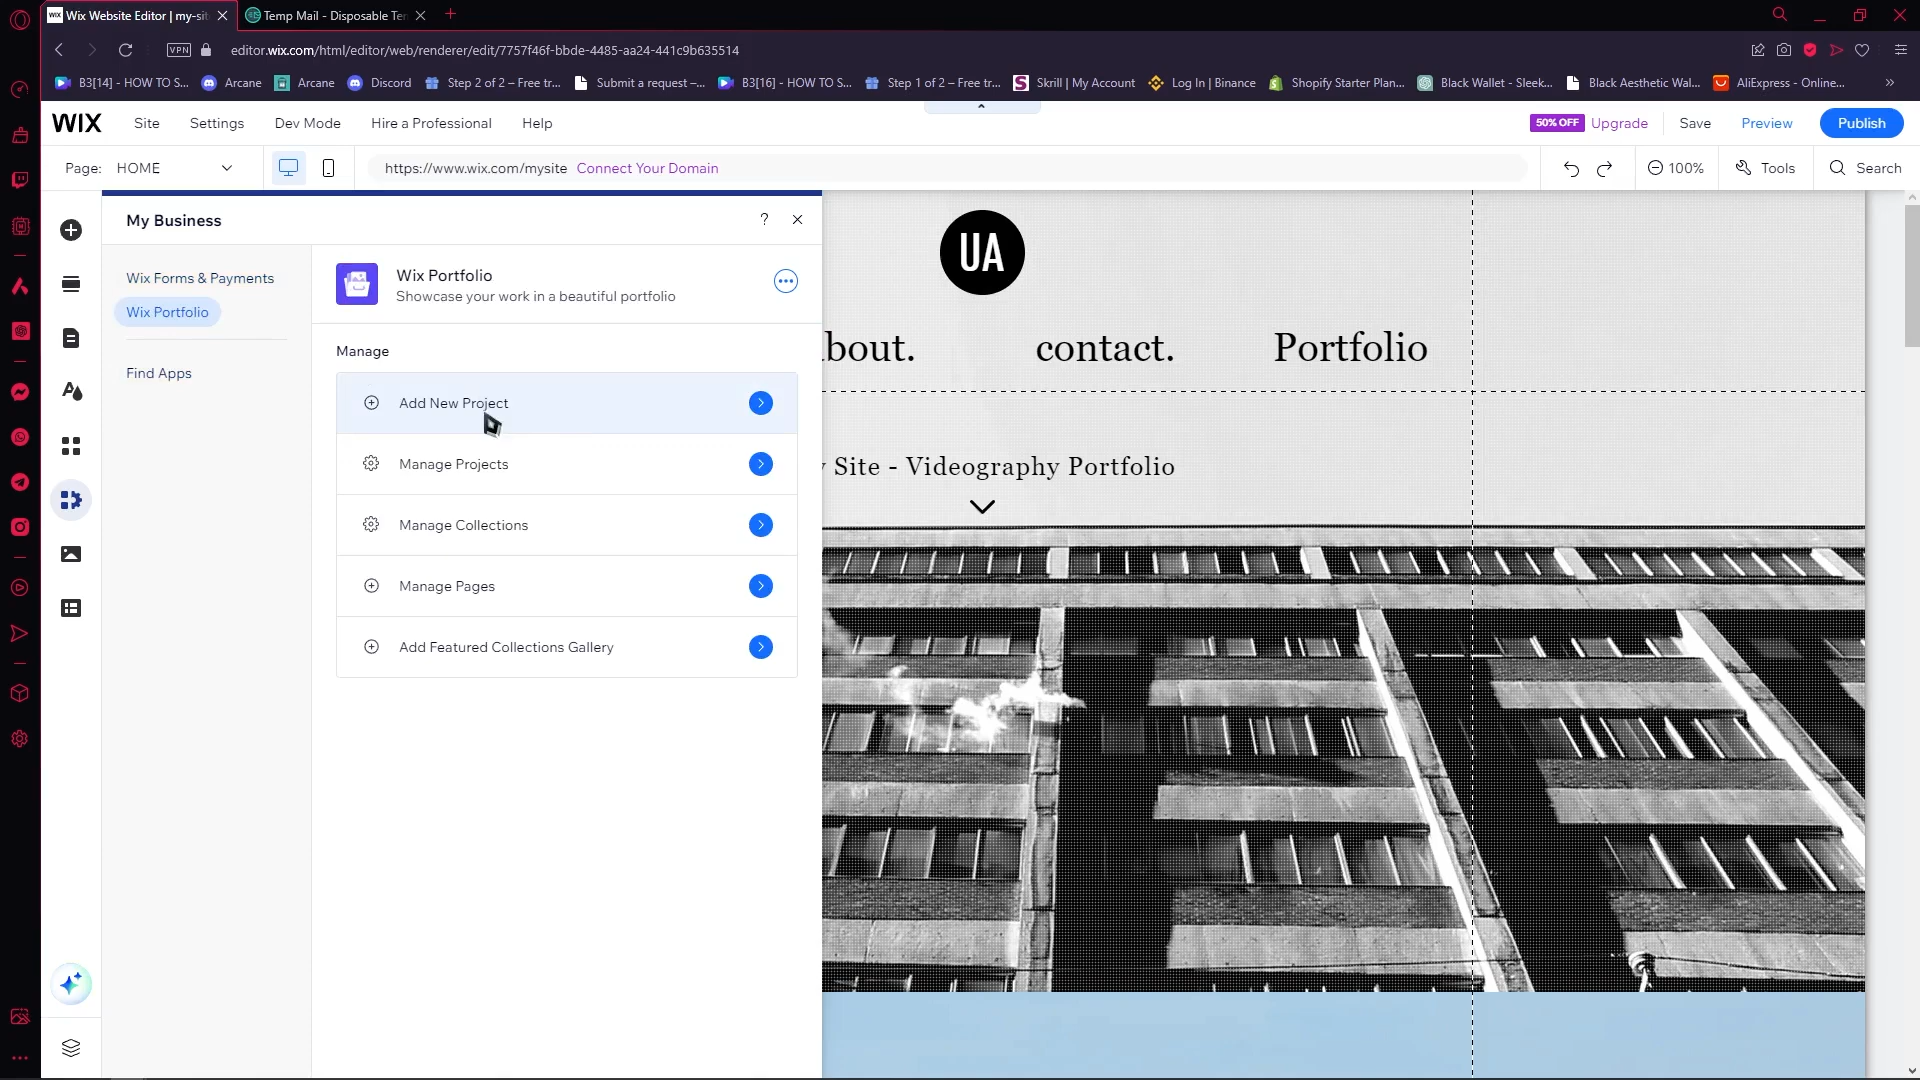 Wix Website Editor | my-sit
Temp Mail - Disposable Te
VPN
editor.wix.com/html/editor/web/renderer/edit/7757f46f-bbde-4485-aa24-441c9b635514
B3[14] - HOW TO S...
Arcane
Arcane
Discord
Step 2 of 2 – Free tr...
Submit a request –...
B3[16] - HOW TO S...
Step 1 of 2 – Free tr...
Skrill | My Account
Log In | Binance
Shopify Starter Plan...
Black Wallet - Sleek...
Black Aesthetic Wal...
AliExpress - Online...
WIX
Site
Settings
Dev Mode
Hire a Professional
Help
50% OFF
Upgrade
Save
Preview
Publish
Page: HOME
https://www.wix.com/mysite Connect Your Domain
100%
Tools
Search
My Business
?
Wix Forms & Payments
Wix Portfolio
Find Apps
Wix Portfolio
Showcase your work in a beautiful portfolio
Manage
Add New Project
Manage Projects
Manage Collections
Manage Pages
Add Featured Collections Gallery
UA
bout.
contact.
Portfolio
Site - Videography Portfolio